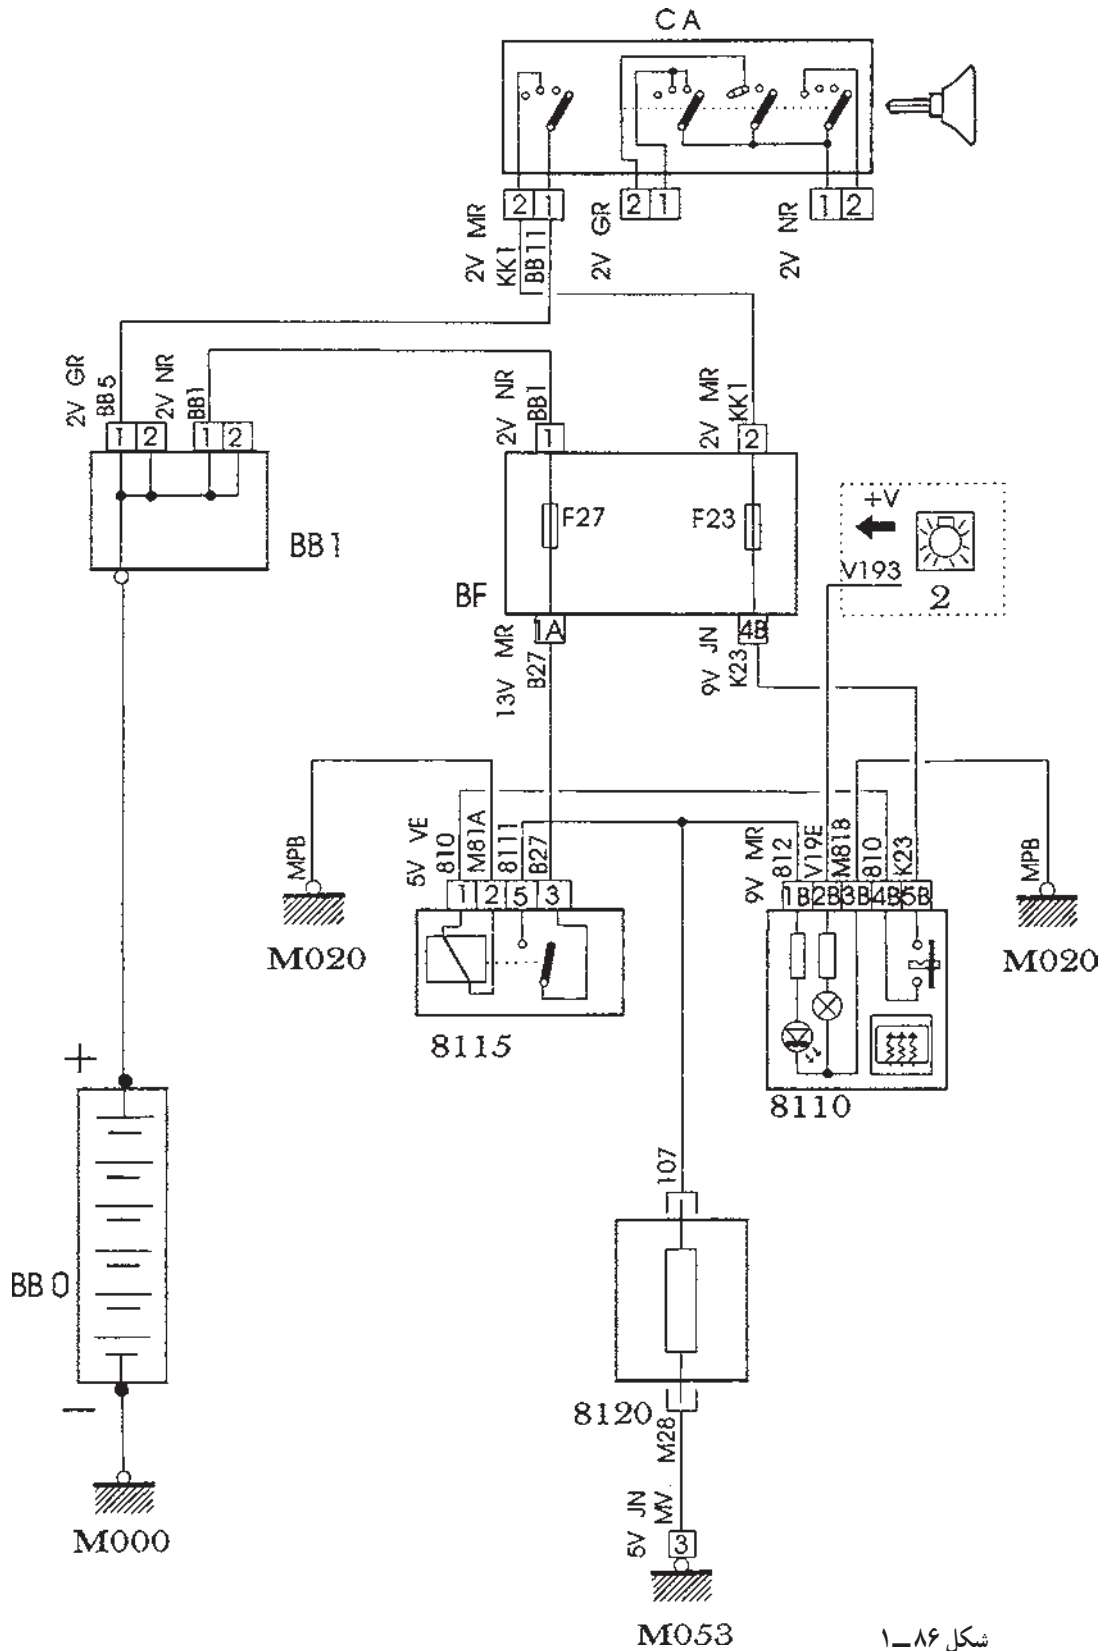 CA
2 1
2 1
1 2
2V MR
KK1
BB11
2V GR
2V NR
2V GR
BB5
2V NR
BB1
2V NR
BB1
2V MR
KK1
1 2
1 2
1
2
F27
F23
+V
V193
2
BB1
BF
1A
4B
13V MR
B27
9V JN
K23
MPB
5V VE
810
M81A
8111
B27
9V MR
812
V19E
M81B
810
K23
MPB
1 2 5 3
1B 2B 3B 4B 5B
M020
M020
8115
8110
+
107
BB0
8120
−
M28
5V JN
MV.
3
M000
M053
شکل ۸۶ــ۱